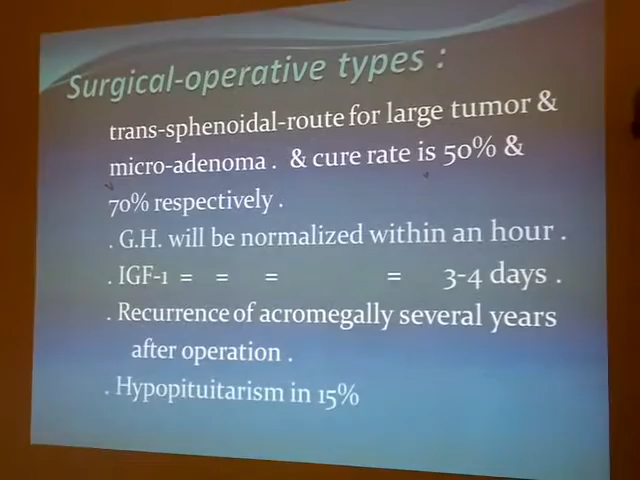 Surgical-operative types :
trans-sphenoidal-route for large tumor &
micro-adenoma . & cure rate is 50% &
70% respectively .
. G.H. will be normalized within an hour .
. IGF-1 = = = = 3-4 days .
. Recurrence of acromegally several years
after operation .
. Hypopituitarism in 15%